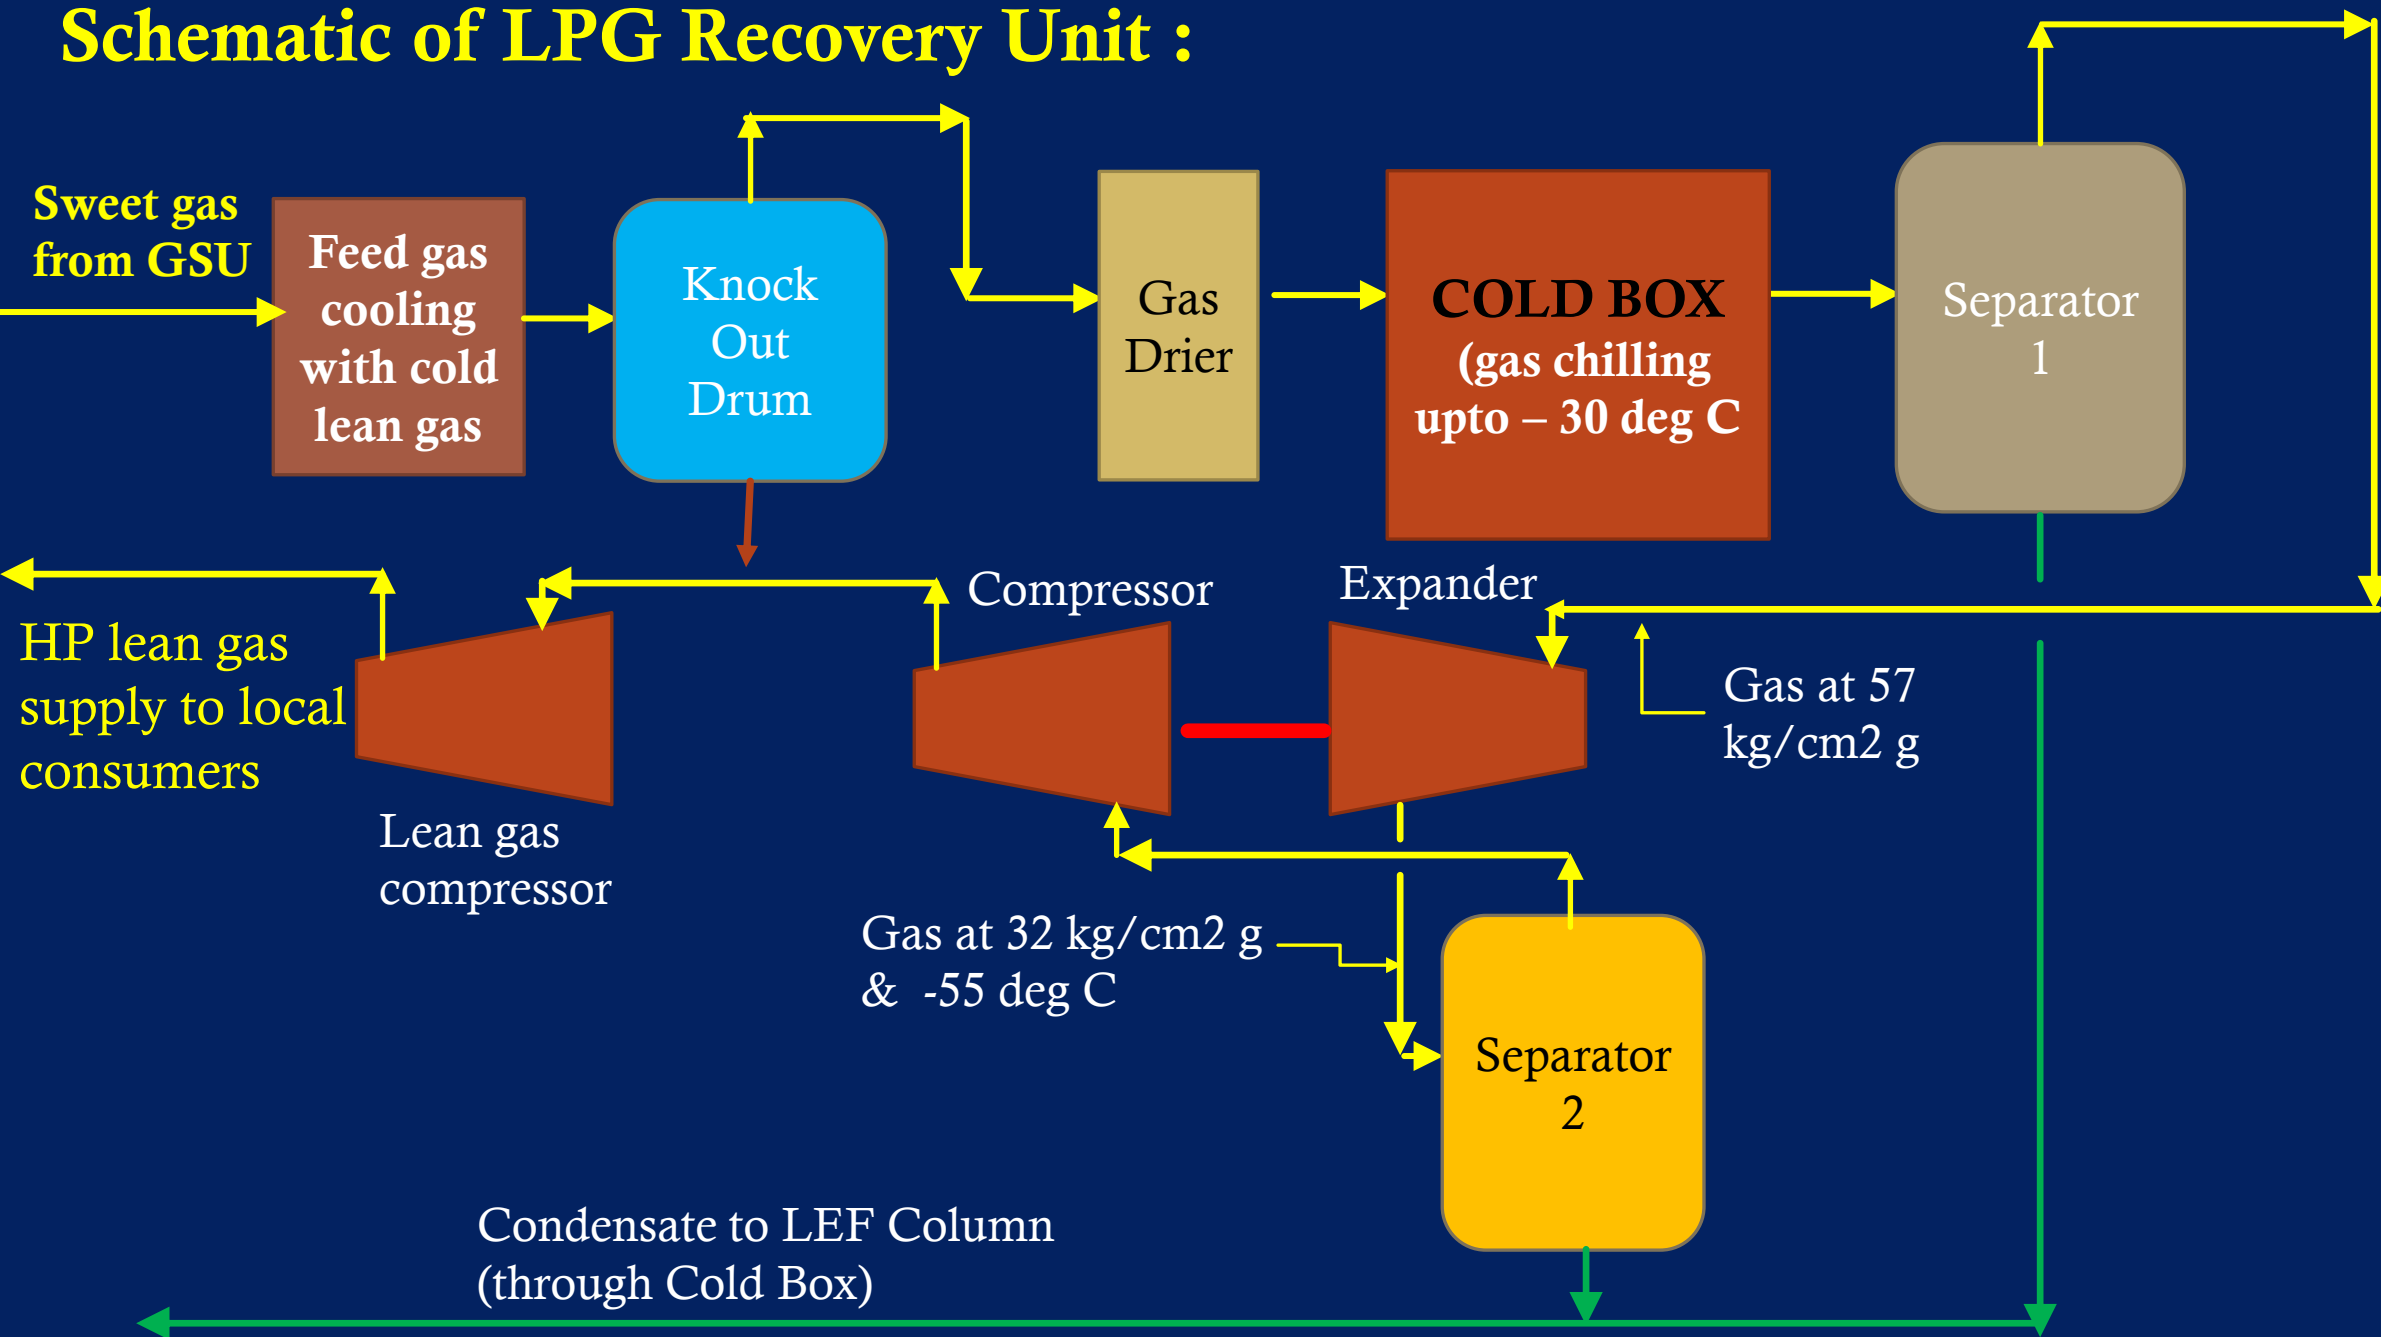 Schematic of LPG Recovery Unit :
Sweet gas
from GSU
Feed gas
cooling
with cold
lean gas
Knock
Out
Drum
Gas
Drier
COLD BOX
(gas chilling
upto – 30 deg C
Separator
1
HP lean gas
supply to local
consumers
Lean gas
compressor
Compressor
Expander
Gas at 57
kg/cm2 g
Gas at 32 kg/cm2 g
& -55 deg C
Separator
2
Condensate to LEF Column
(through Cold Box)